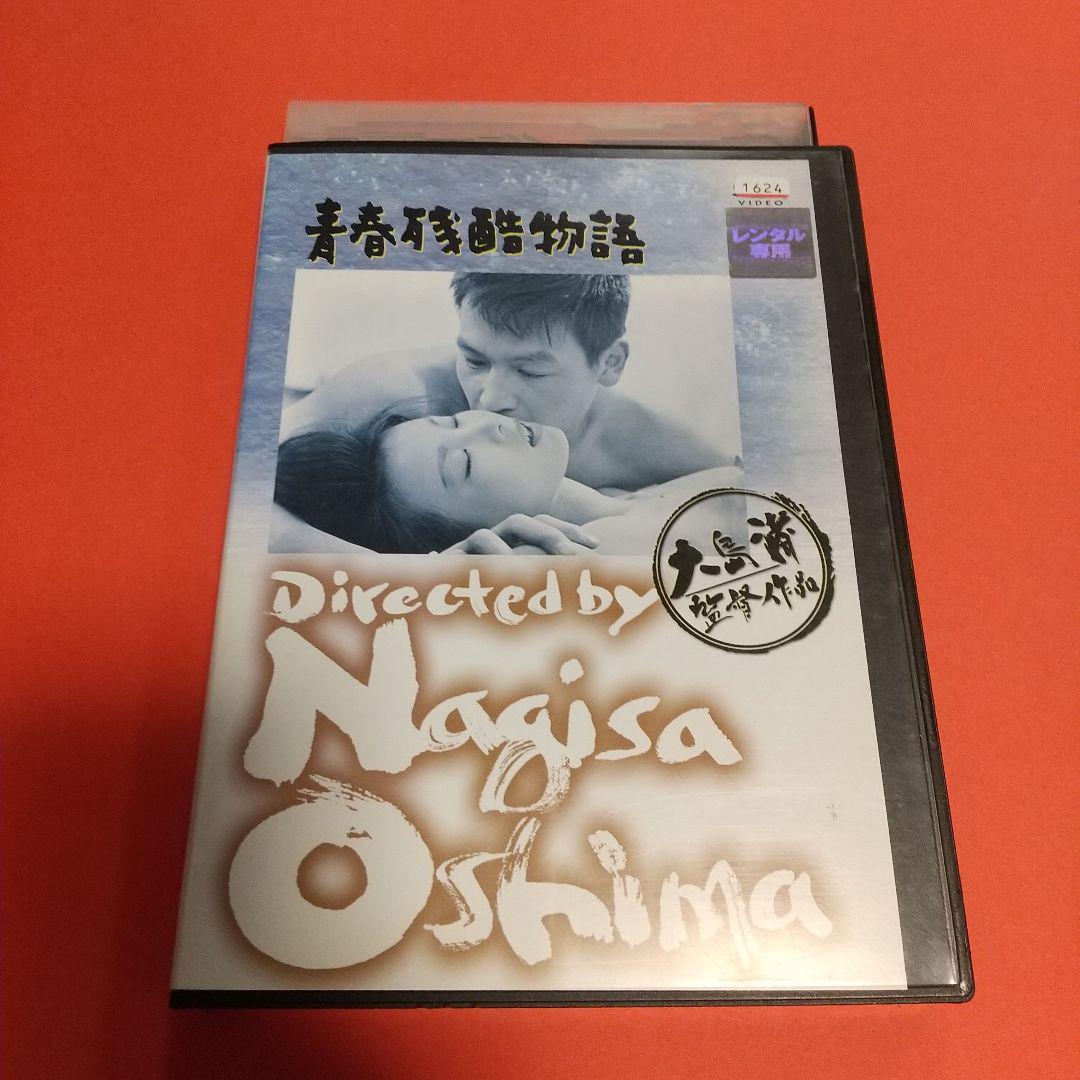 1624
VIDEO
レンタル
専用
青春残酷物語
大島渚
監督作品
Directed by
Nagisa
Oshima